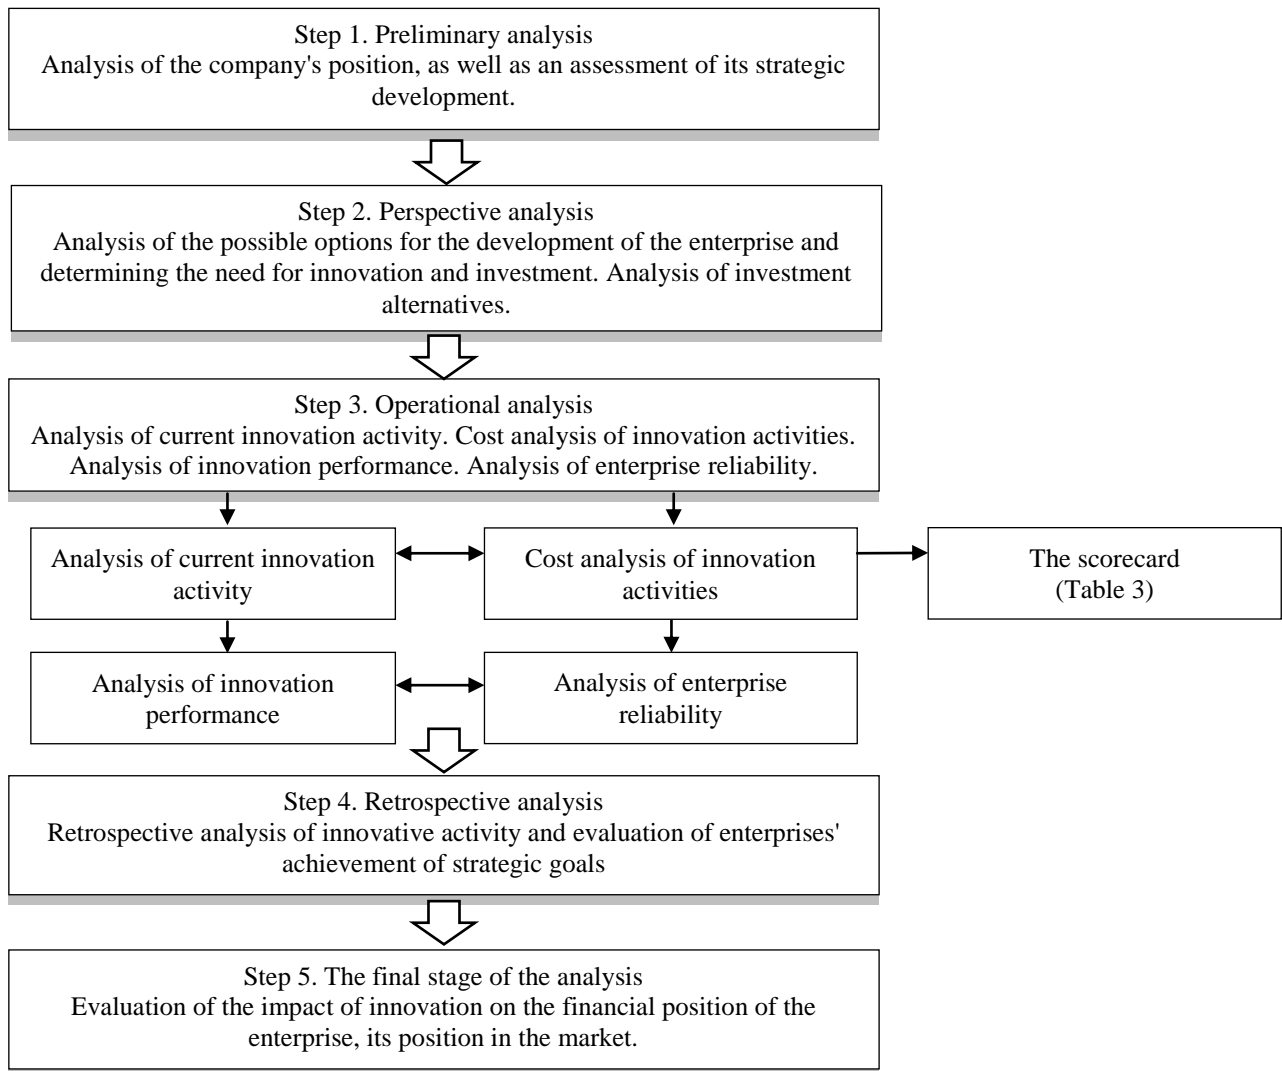 Step 1. Preliminary analysis
Analysis of the company's position, as well as an assessment of its strategic
development.
Step 2. Perspective analysis
Analysis of the possible options for the development of the enterprise and
determining the need for innovation and investment. Analysis of investment
alternatives.
Step 3. Operational analysis
Analysis of current innovation activity. Cost analysis of innovation activities.
Analysis of innovation performance. Analysis of enterprise reliability.
Analysis of current innovation
activity
Cost analysis of innovation
activities
The scorecard
(Table 3)
Analysis of innovation
performance
Analysis of enterprise
reliability
Step 4. Retrospective analysis
Retrospective analysis of innovative activity and evaluation of enterprises'
achievement of strategic goals
Step 5. The final stage of the analysis
Evaluation of the impact of innovation on the financial position of the
enterprise, its position in the market.